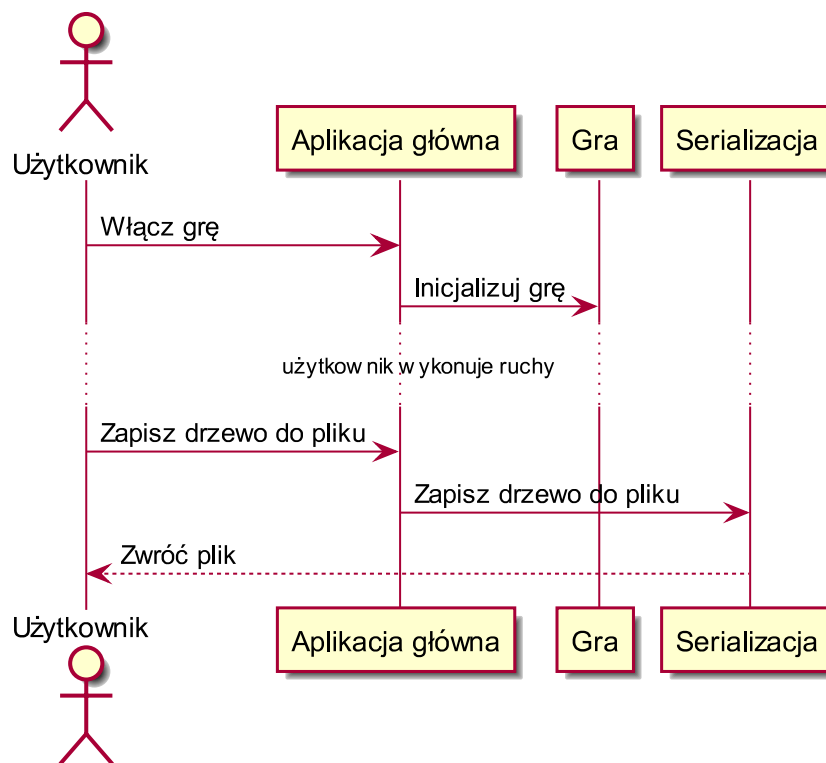 Użytkownik
Aplikacja główna
Gra
Serializacja
Włącz grę
Inicjalizuj grę
użytkownik wykonuje ruchy
Zapisz drzewo do pliku
Zapisz drzewo do pliku
Zwróć plik
Użytkownik
Aplikacja główna
Gra
Serializacja